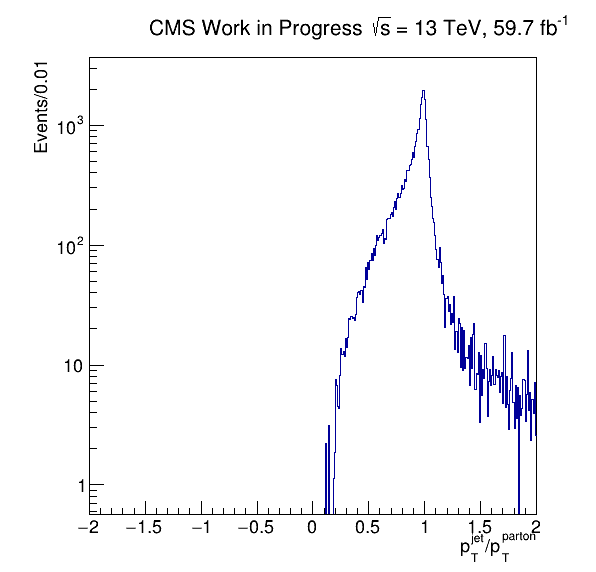 CMS Work in Progress √s = 13 TeV, 59.7 fb⁻¹
Events/0.01
10³
10²
10
1
−2 −1.5 −1 −0.5 0 0.5 1 1.5 2
p_T^jet/p_T^parton